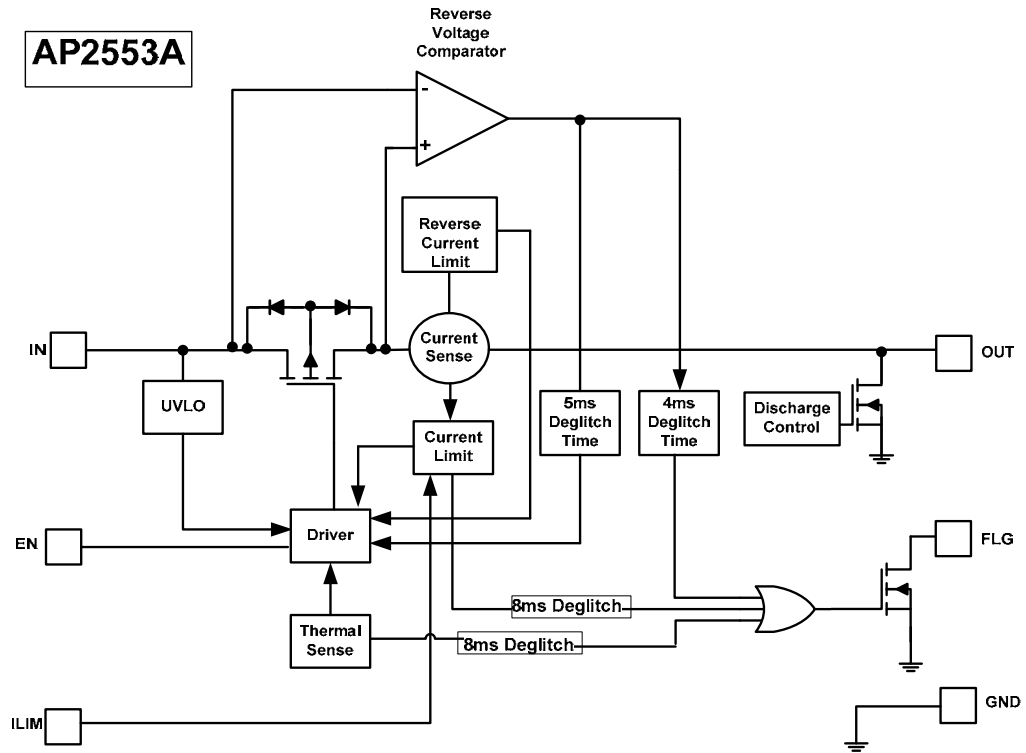 AP2553A
Reverse
Voltage
Comparator
-
+
Reverse
Current
Limit
IN
Current
Sense
OUT
UVLO
5ms
Deglitch
Time
4ms
Deglitch
Time
Discharge
Control
Current
Limit
Driver
EN
FLG
8ms Deglitch
Thermal
Sense
8ms Deglitch
ILIM
GND